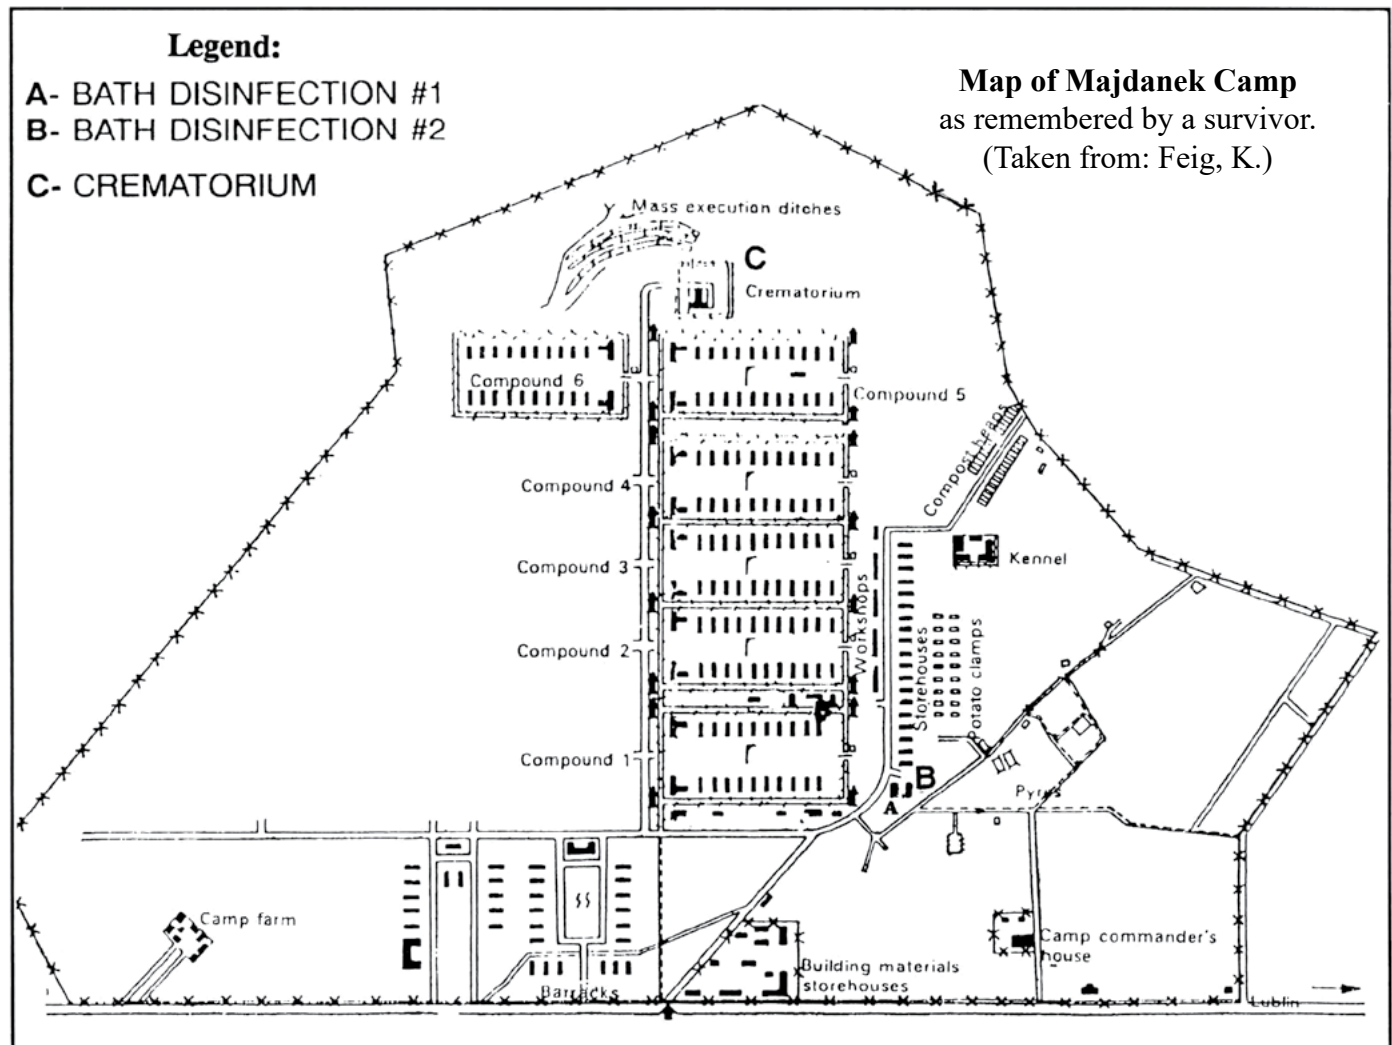 Legend:
A- BATH DISINFECTION #1
B- BATH DISINFECTION #2
C- CREMATORIUM
Map of Majdanek Camp
as remembered by a survivor.
(Taken from: Feig, K.)
Mass execution ditches
C
Crematorium
Compound 6
Compound 5
Compost heaps
Compound 4
Kennel
Compound 3
Workshops
Storehouses
Potato clamps
Compound 2
Compound 1
B
A
Pyres
Camp farm
Camp commander's
house
Building materials
storehouses
Barracks
Lublin